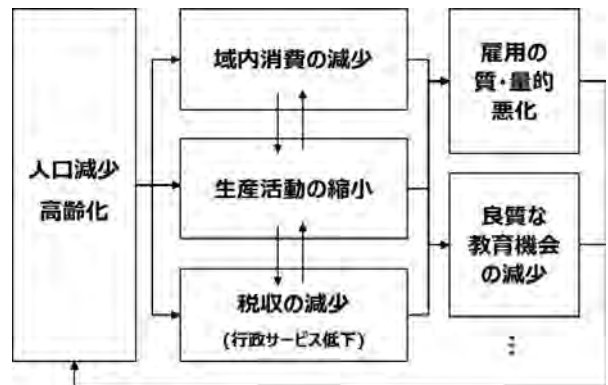 人口減少
高齢化
域内消費の減少
生産活動の縮小
税収の減少
(行政サービス低下)
雇用の
質・量的
悪化
良質な
教育機会
の減少
⋮